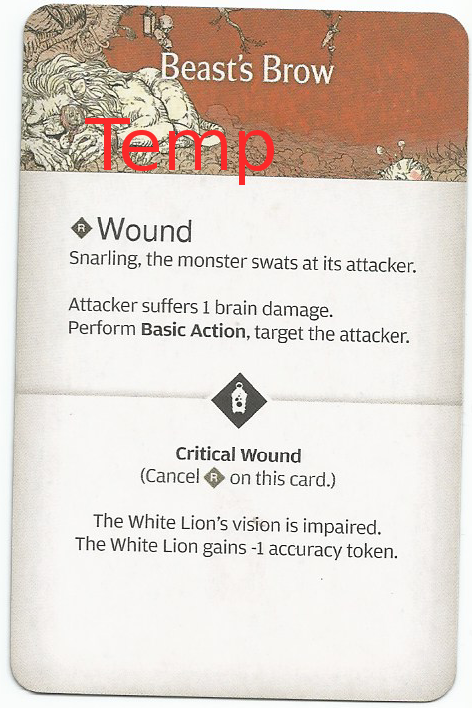 Beast's Brow
Temp
R Wound
Snarling, the monster swats at its attacker.
Attacker suffers 1 brain damage.
Perform Basic Action, target the attacker.
Critical Wound
(Cancel R on this card.)
The White Lion's vision is impaired.
The White Lion gains -1 accuracy token.